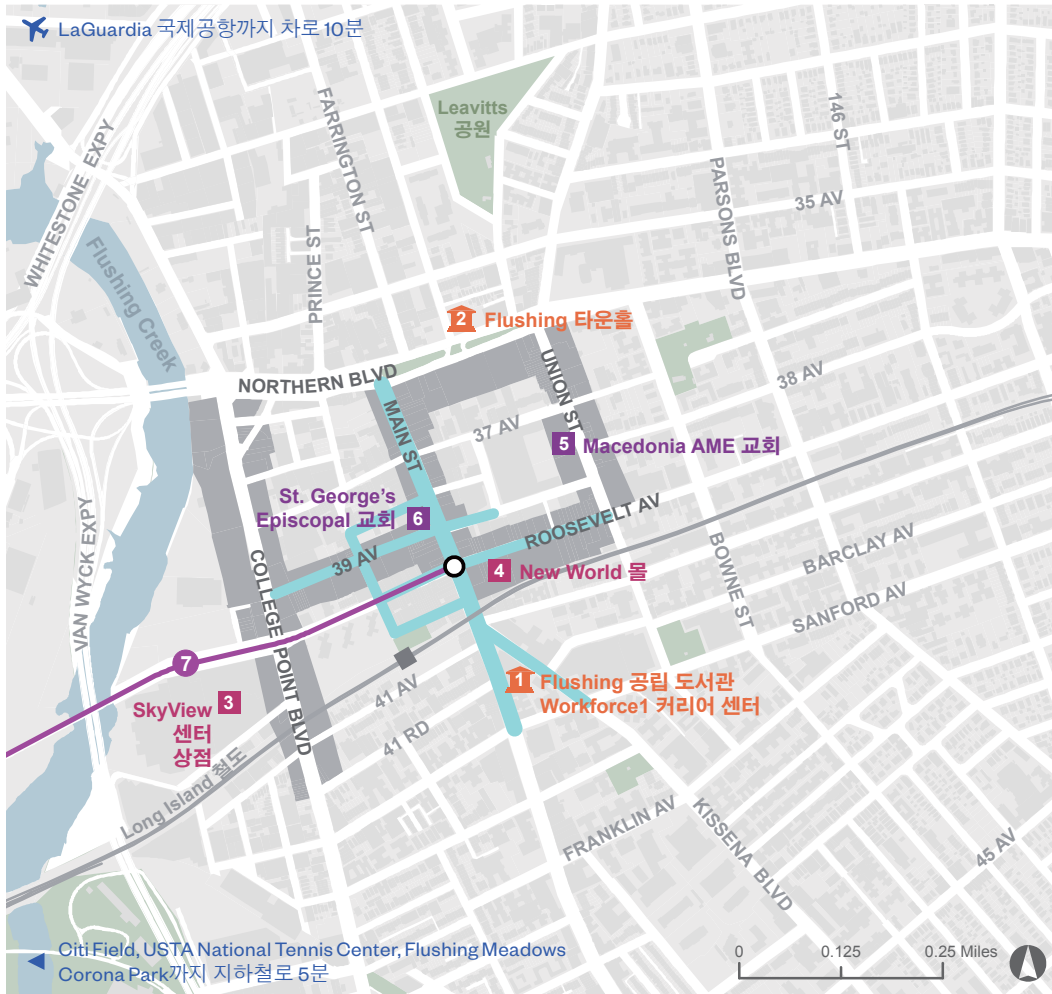 LaGuardia 국제공항까지 차로 10분
Leavitts
공원
FARRINGTON ST
146 ST
WHITESTONE EXPY
PARSONS BLVD
35 AV
Flushing Creek
PRINCE ST
2 Flushing 타운홀
NORTHERN BLVD
UNION ST
38 AV
MAIN ST
37 AV
5 Macedonia AME 교회
St. George's
Episcopal 교회 6
ROOSEVELT AV
VAN WYCK EXPY
39 AV
COLLEGE POINT BLVD
4 New World 몰
BOWNE ST
BARCLAY AV
SANFORD AV
7
1 Flushing 공립 도서관
Workforce1 커리어 센터
41 AV
SkyView 3
센터
상점
41 RD
Long Island 철도
FRANKLIN AV
KISSENA BLVD
45 AV
Citi Field, USTA National Tennis Center, Flushing Meadows
Corona Park까지 지하철로 5분
0 0.125 0.25 Miles